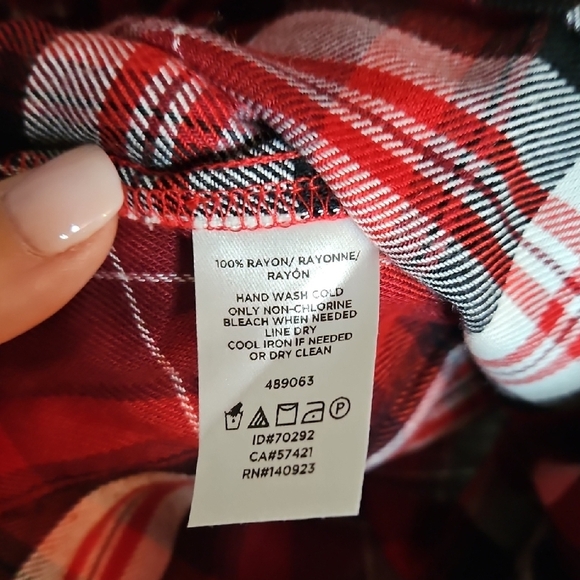 100% RAYON/ RAYONNE/
RAYÓN
HAND WASH COLD
ONLY NON-CHLORINE
BLEACH WHEN NEEDED
LINE DRY
COOL IRON IF NEEDED
OR DRY CLEAN
489063
P
ID#70292
CA#57421
RN#140923